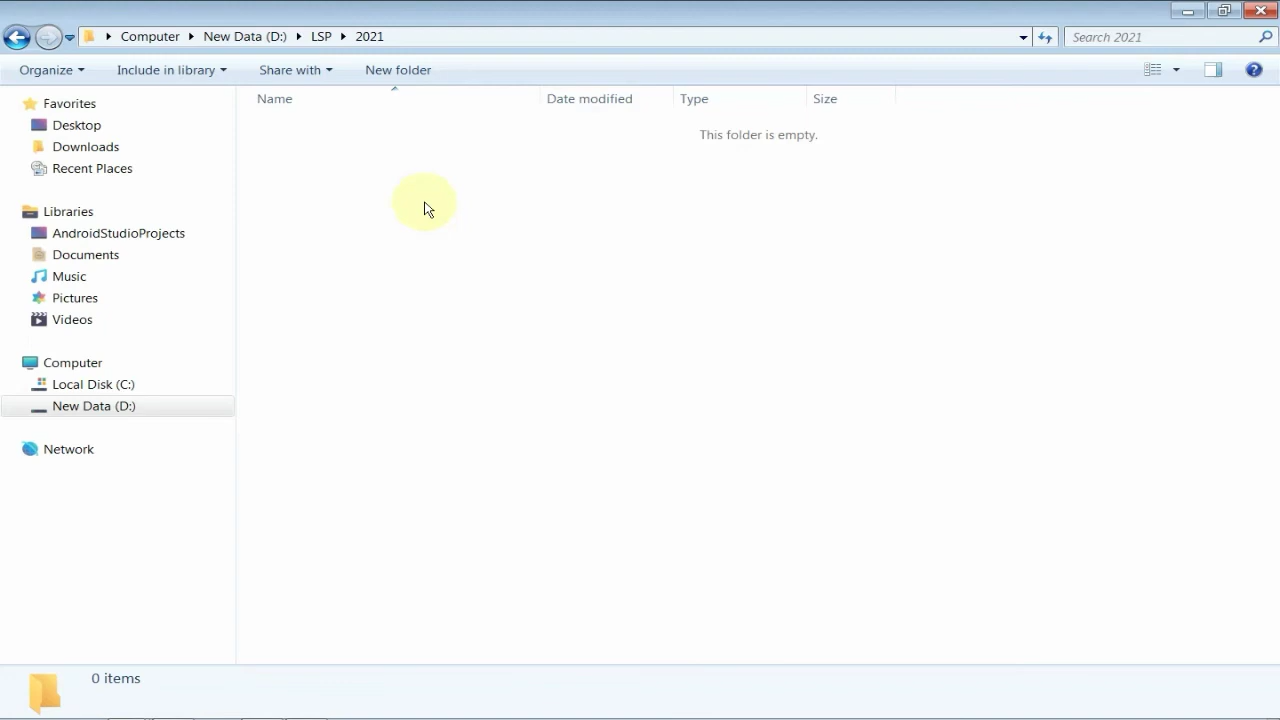 Computer New Data (D:) LSP 2021
Search 2021
Organize Include in library Share with New folder
Name Date modified Type Size
This folder is empty.
Favorites
Desktop
Downloads
Recent Places
Libraries
AndroidStudioProjects
Documents
Music
Pictures
Videos
Computer
Local Disk (C:)
New Data (D:)
Network
0 items